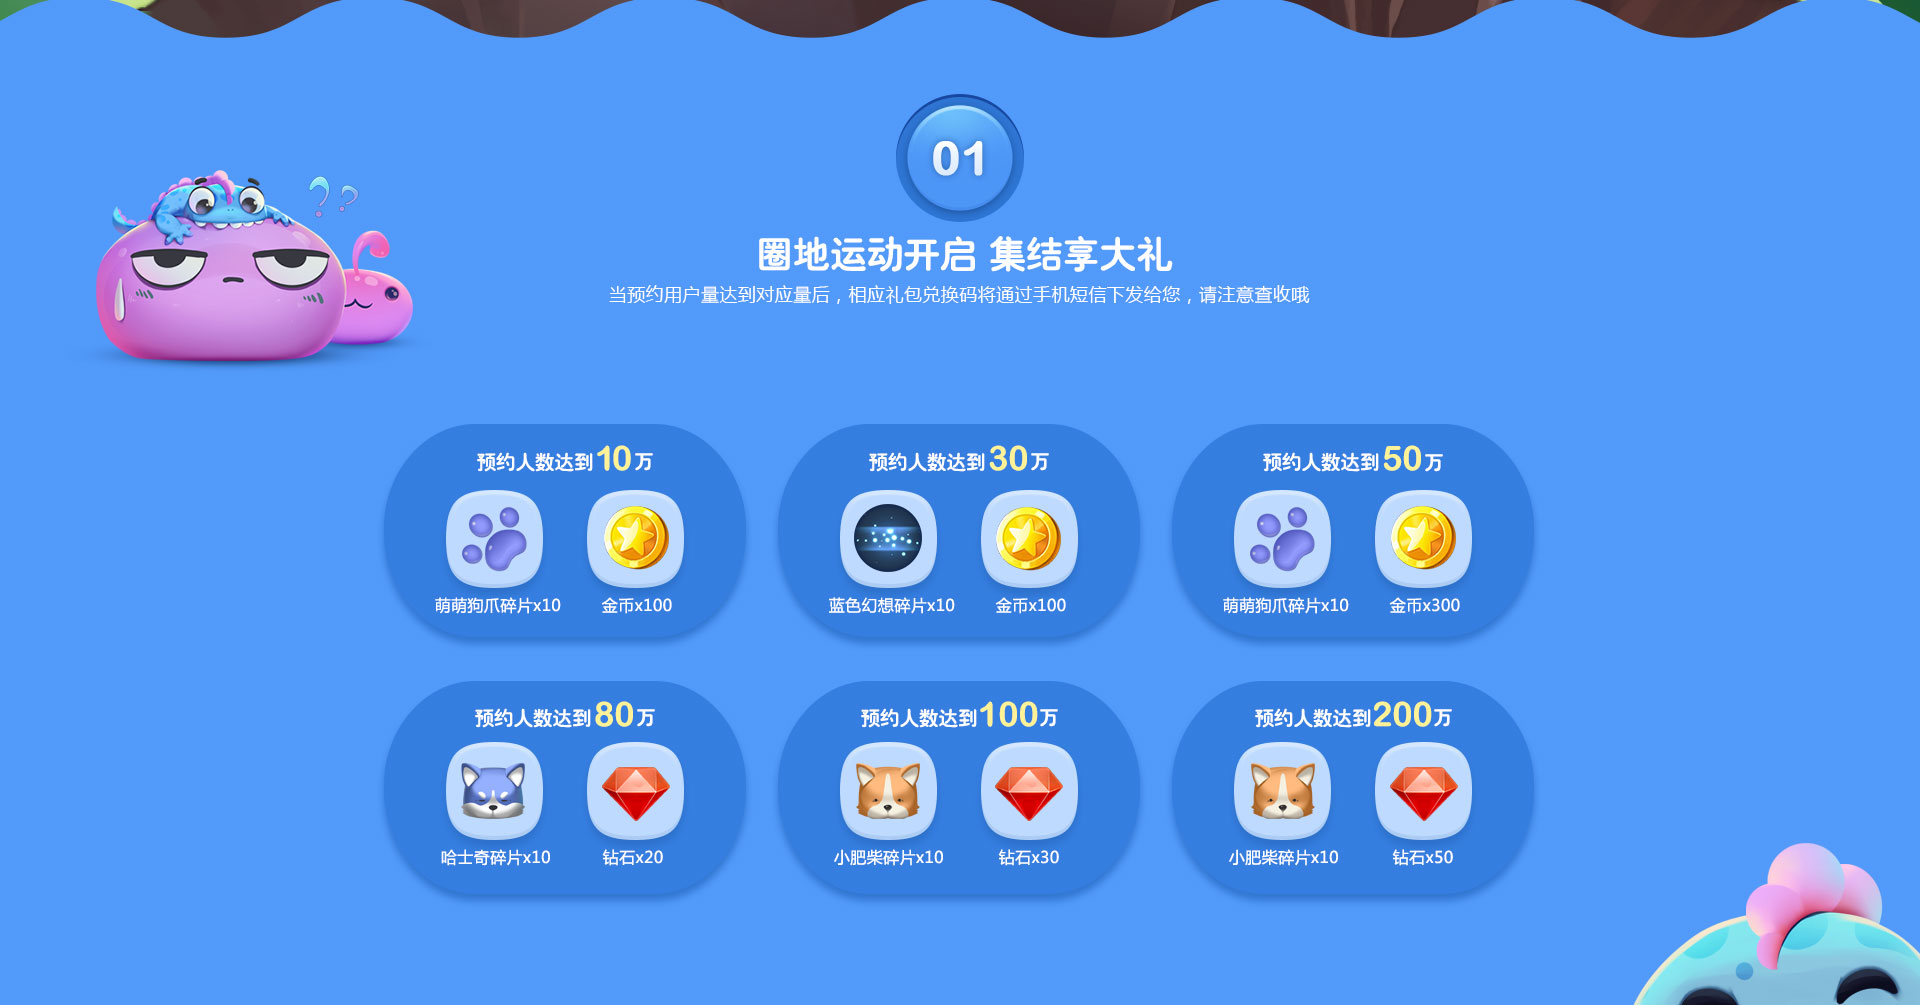 ??
01
圈地运动开启 集结享大礼
当预约用户量达到对应量后，相应礼包兑换码将通过手机短信下发给您，请注意查收哦
预约人数达到10万
萌萌狗爪碎片x10 金币x100
预约人数达到30万
蓝色幻想碎片x10 金币x100
预约人数达到50万
萌萌狗爪碎片x10 金币x300
预约人数达到80万
哈士奇碎片x10 钻石x20
预约人数达到100万
小肥柴碎片x10 钻石x30
预约人数达到200万
小肥柴碎片x10 钻石x50